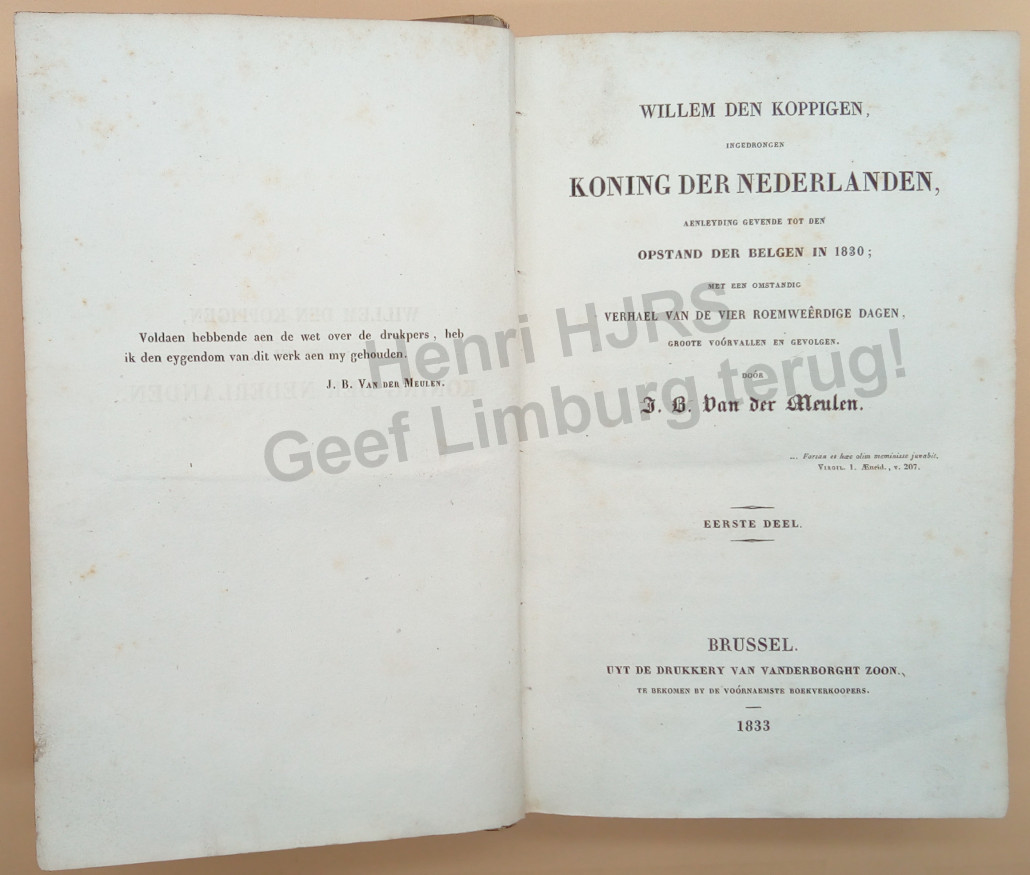 Voldaen hebbende aen de wet over de drukpers, heb
ik den eygendom van dit werk aen my gehouden.
J. B. Van der Meulen.
WILLEM DEN KOPPIGEN,
INGEDRONGEN
KONING DER NEDERLANDEN,
AENLEYDING GEVENDE TOT DEN
OPSTAND DER BELGEN IN 1830;
MET EEN OMSTANDIG
VERHAEL VAN DE VIER ROEMWEÊRDIGE DAGEN,
GROOTE VOÓRVALLEN EN GEVOLGEN.
DOÓR
J. B. Van der Meulen.
... Forsan et hæc olim meminisse juvabit.
Virgil. 1. Æneid., v. 207.
EERSTE DEEL.
BRUSSEL.
UYT DE DRUKKERY VAN VANDERBORGHT ZOON.,
TE BEKOMEN BY DE VOÓRNAEMSTE BOEKVERKOOPERS.
1833
Henri HJRS
Geef Limburg terug!